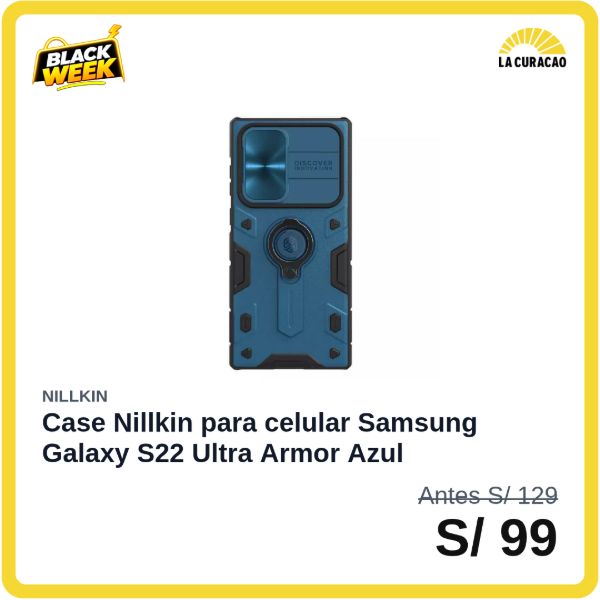 BLACK
WEEK
LA CURACAO
DISCOVER
INNOVATION
NILLKIN
Case Nillkin para celular Samsung
Galaxy S22 Ultra Armor Azul
Antes S/ 129
S/ 99